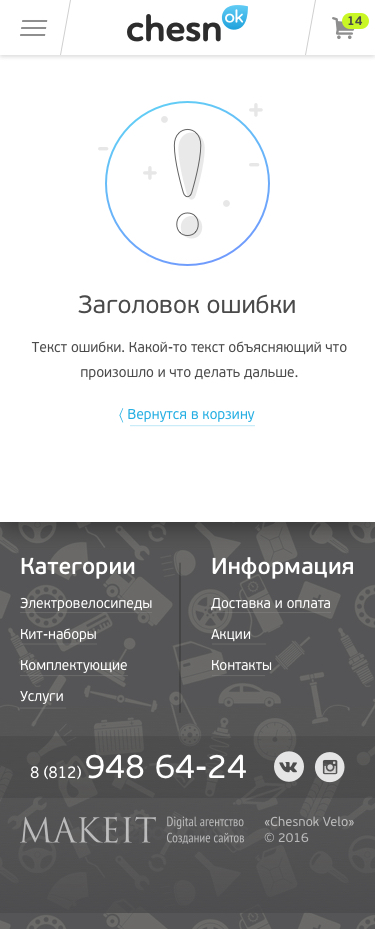 chesn ok
14
Заголовок ошибки
Текст ошибки. Какой-то текст объясняющий что
произошло и что делать дальше.
〈 Вернутся в корзину
Категории
Электровелосипеды
Кит-наборы
Комплектующие
Услуги
Информация
Доставка и оплата
Акции
Контакты
8 (812) 948 64-24
MAKEIT
Digital агентство
Создание сайтов
«Chesnok Velo»
© 2016